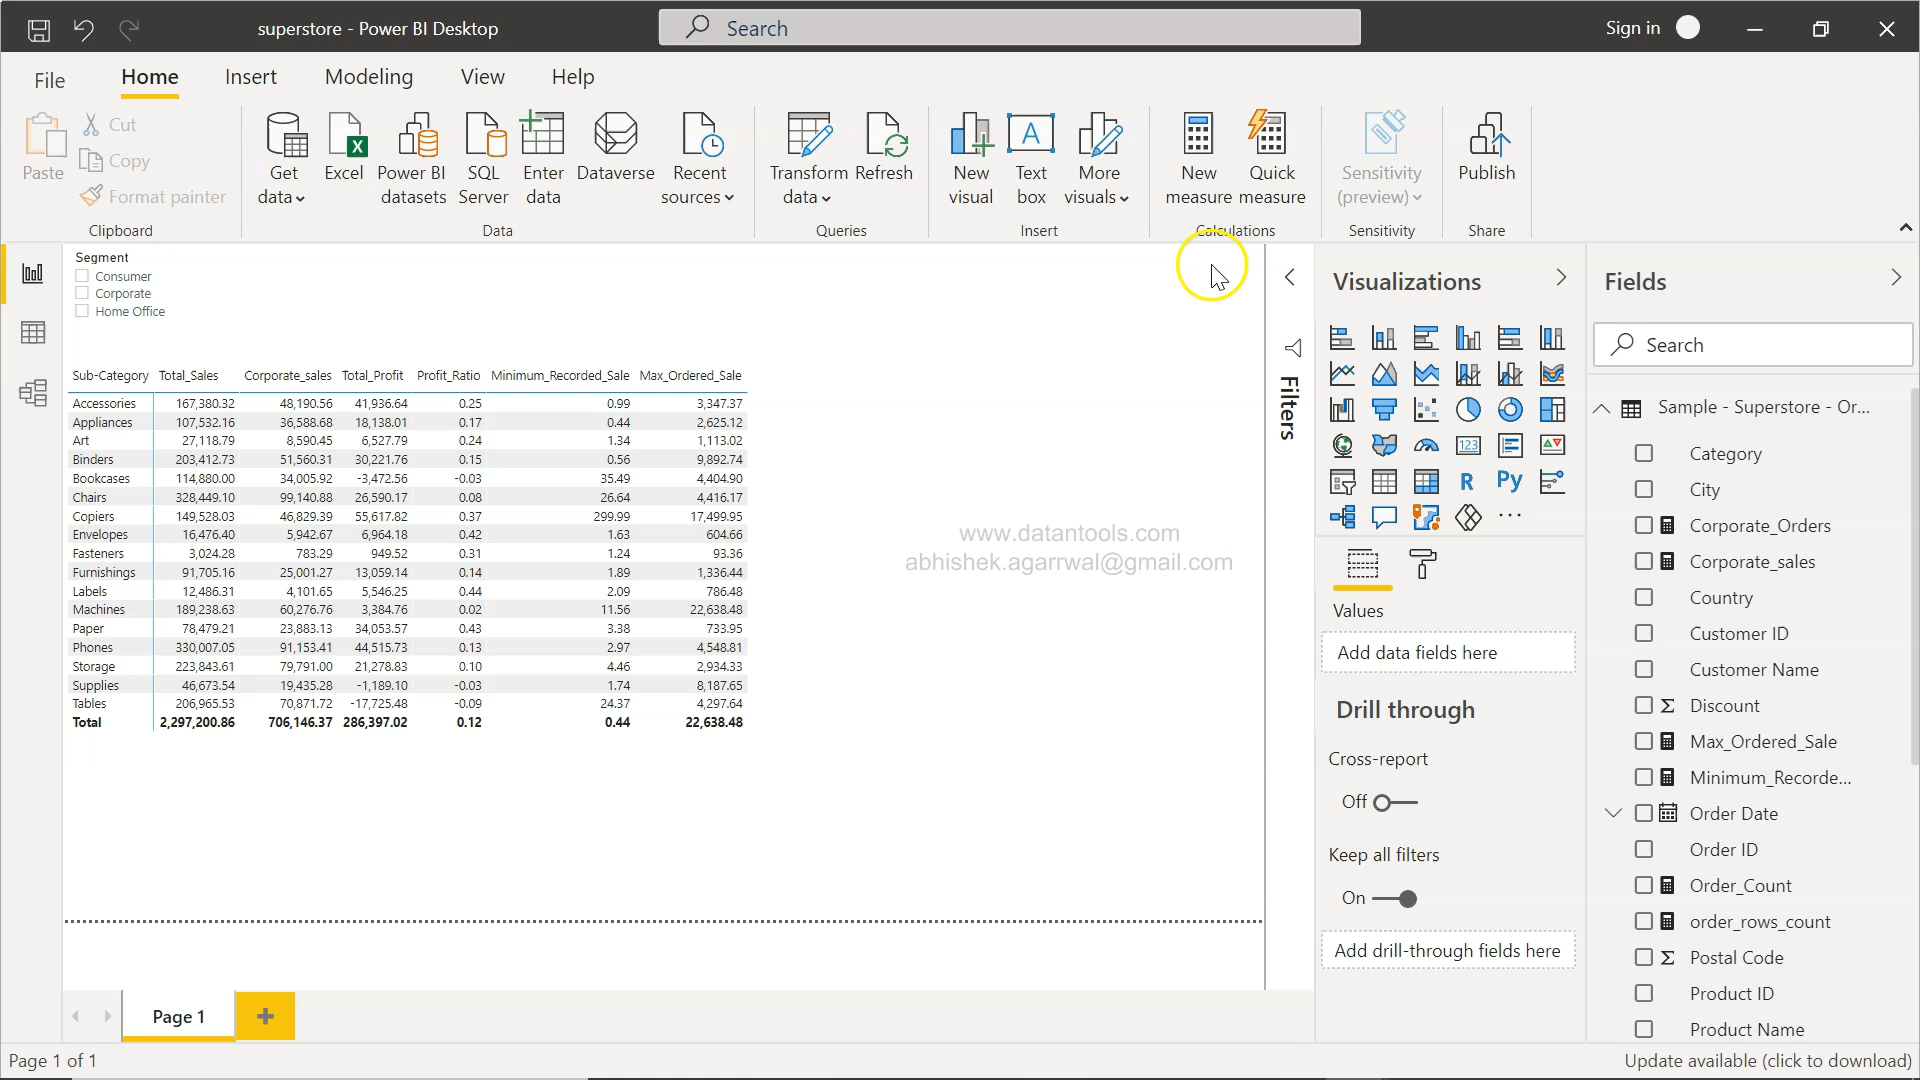 superstore - Power BI Desktop
Search
Sign in
File
Home
Insert
Modeling
View
Help
Paste
Cut
Copy
Format painter
Clipboard
Get data
Excel
Power BI datasets
SQL Server
Enter data
Dataverse
Recent sources
Data
Transform data
Refresh
Queries
New visual
Text box
More visuals
Insert
New measure
Quick measure
Calculations
Sensitivity (preview)
Sensitivity
Publish
Share
Segment
Consumer
Corporate
Home Office
Sub-Category Total_Sales Corporate_sales Total_Profit Profit_Ratio Minimum_Recorded_Sale Max_Ordered_Sale
Accessories 167,380.32 48,190.56 41,936.64 0.25 0.99 3,347.37
Appliances 107,532.16 36,588.68 18,138.01 0.17 0.44 2,625.12
Art 27,118.79 8,590.45 6,527.79 0.24 1.34 1,113.02
Binders 203,412.73 51,560.31 30,221.76 0.15 0.56 9,892.74
Bookcases 114,880.00 34,005.92 -3,472.56 -0.03 35.49 4,404.90
Chairs 328,449.10 99,140.88 26,590.17 0.08 26.64 4,416.17
Copiers 149,528.03 46,829.39 55,617.82 0.37 299.99 17,499.95
Envelopes 16,476.40 5,942.67 6,964.18 0.42 1.63 604.66
Fasteners 3,024.28 783.29 949.52 0.31 1.24 93.36
Furnishings 91,705.16 25,001.27 13,059.14 0.14 1.89 1,336.44
Labels 12,486.31 4,101.65 5,546.25 0.44 2.09 786.48
Machines 189,238.63 60,276.76 3,384.76 0.02 11.56 22,638.48
Paper 78,479.21 23,883.13 34,053.57 0.43 3.38 733.95
Phones 330,007.05 91,153.41 44,515.73 0.13 2.97 4,548.81
Storage 223,843.61 79,791.00 21,278.83 0.10 4.46 2,934.33
Supplies 46,673.54 19,435.28 -1,189.10 -0.03 1.74 8,187.65
Tables 206,965.53 70,871.72 -17,725.48 -0.09 24.37 4,297.64
Total 2,297,200.86 706,146.37 286,397.02 0.12 0.44 22,638.48
www.datantools.com
abhishek.agarrwal@gmail.com
Filters
Visualizations
123
R
Py
Values
Add data fields here
Drill through
Cross-report
Off
Keep all filters
On
Add drill-through fields here
Fields
Search
Sample - Superstore - Or...
Category
City
Corporate_Orders
Corporate_sales
Country
Customer ID
Customer Name
Discount
Max_Ordered_Sale
Minimum_Recorde...
Order Date
Order ID
Order_Count
order_rows_count
Postal Code
Product ID
Product Name
Page 1
Page 1 of 1
Update available (click to download)